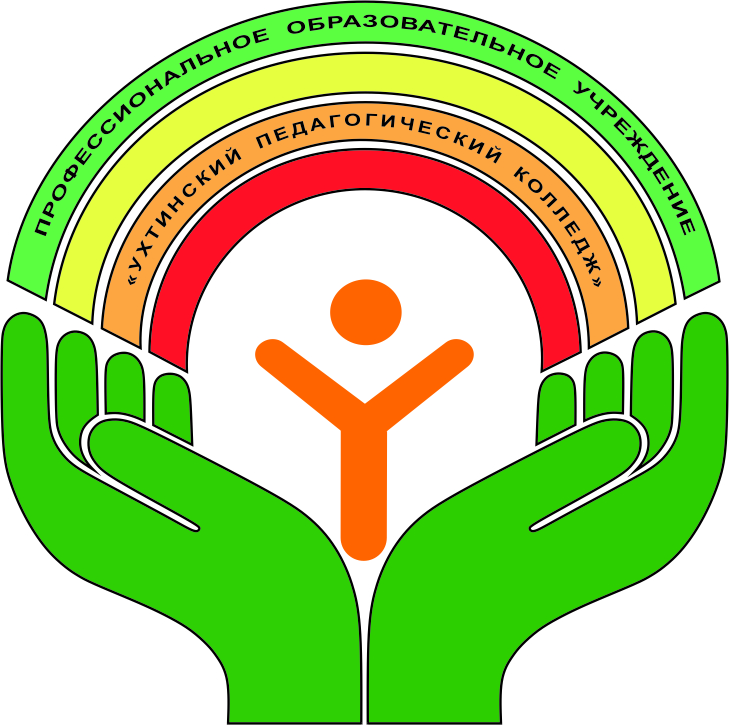 ПРОФЕССИОНАЛЬНОЕ ОБРАЗОВАТЕЛЬНОЕ УЧРЕЖДЕНИЕ
«УХТИНСКИЙ ПЕДАГОГИЧЕСКИЙ КОЛЛЕДЖ»